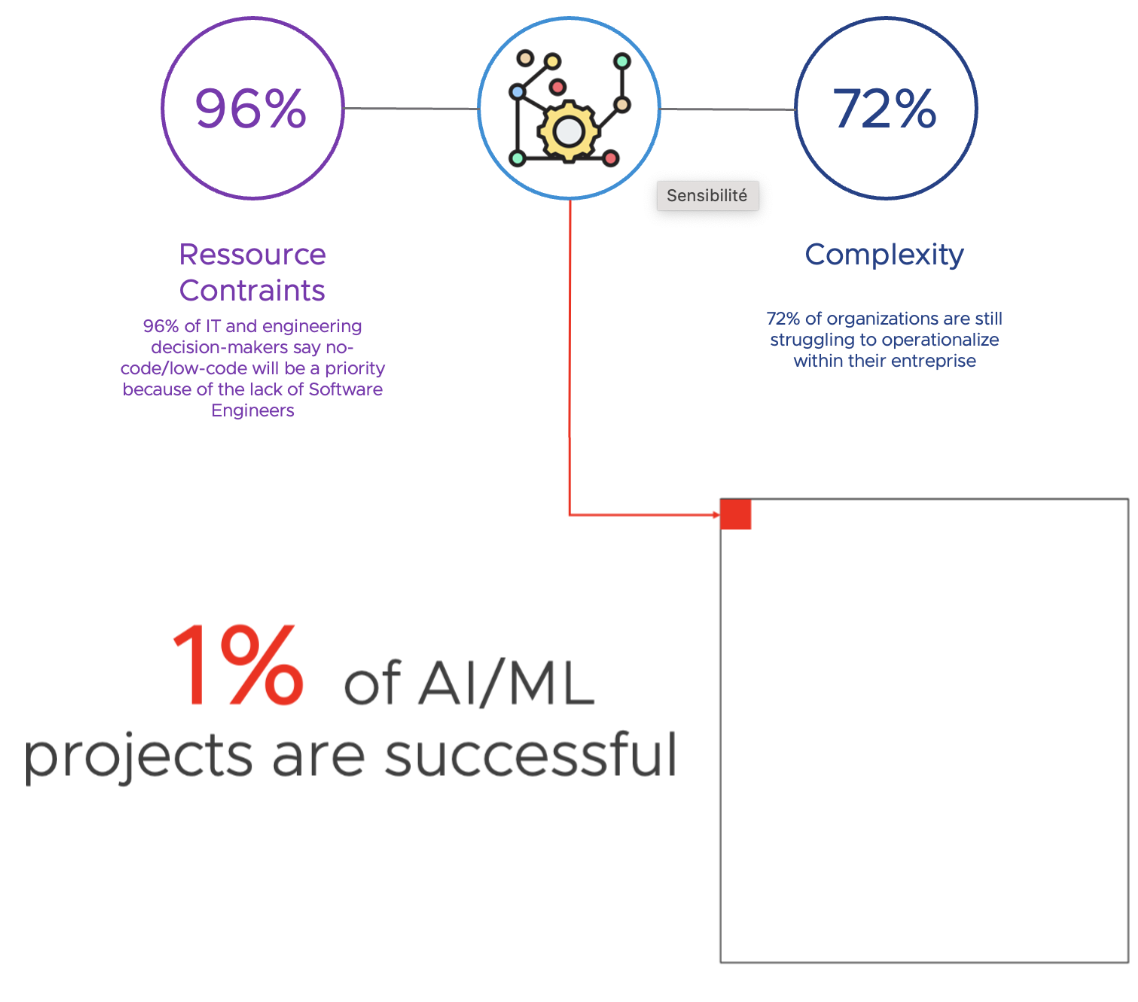 96%
72%
Sensibilité
Ressource
Contraints
96% of IT and engineering
decision-makers say no-
code/low-code will be a priority
because of the lack of Software
Engineers
Complexity
72% of organizations are still
struggling to operationalize
within their entreprise
1% of AI/ML
projects are successful